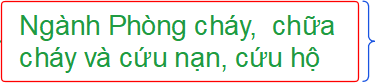 Ngành Phòng cháy, chữa
cháy và cứu nạn, cứu hộ